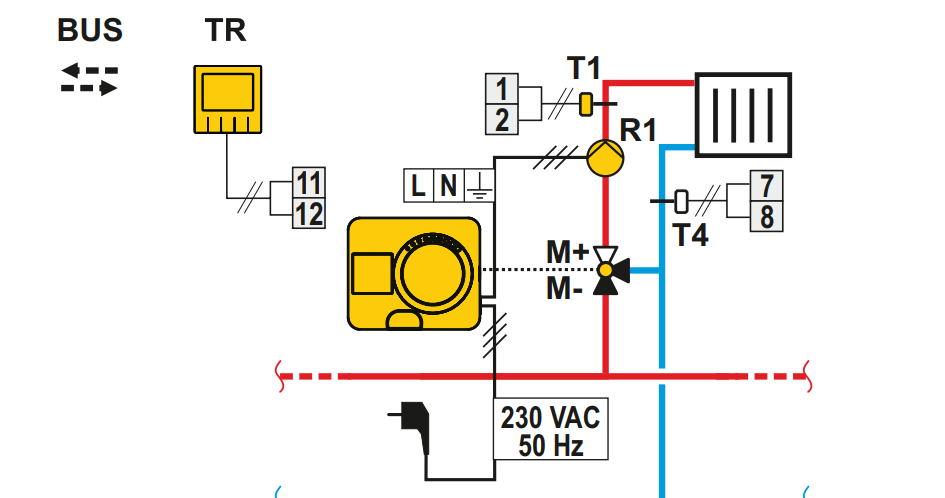 BUS
TR
T1
1
2
R1
11
12
L N
7
8
T4
M+
M-
230 VAC
50 Hz